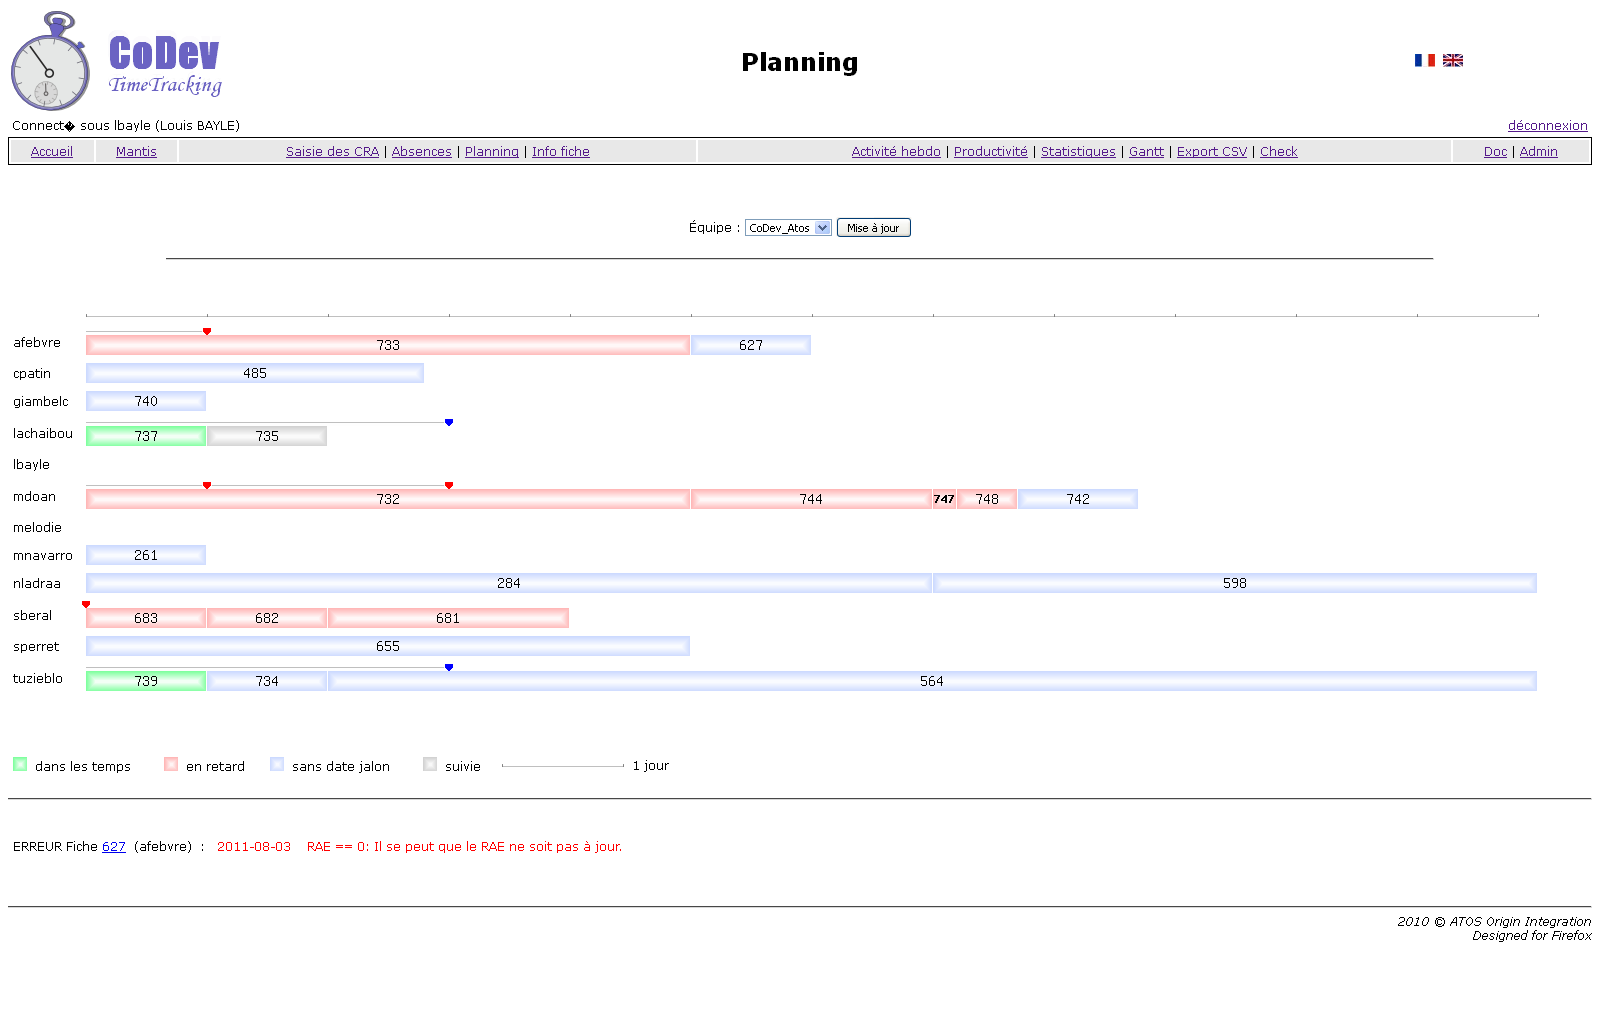 CoDev
TimeTracking
Planning
Connect� sous lbayle (Louis BAYLE)
déconnexion
Accueil Mantis Saisie des CRA | Absences | Planning | Info fiche Activité hebdo | Productivité | Statistiques | Gantt | Export CSV | Check Doc | Admin
Équipe : CoDev_Atos Mise à jour
afebvre 733 627
cpatin 485
giambelc 740
lachaibou 737 735
lbayle
mdoan 732 744 747 748 742
melodie
mnavarro 261
nladraa 284 598
sberal 683 682 681
sperret 655
tuzieblo 739 734 564
dans les temps en retard sans date jalon suivie 1 jour
ERREUR Fiche 627 (afebvre) : 2011-08-03 RAE == 0: Il se peut que le RAE ne soit pas à jour.
2010 © ATOS Origin Integration
Designed for Firefox